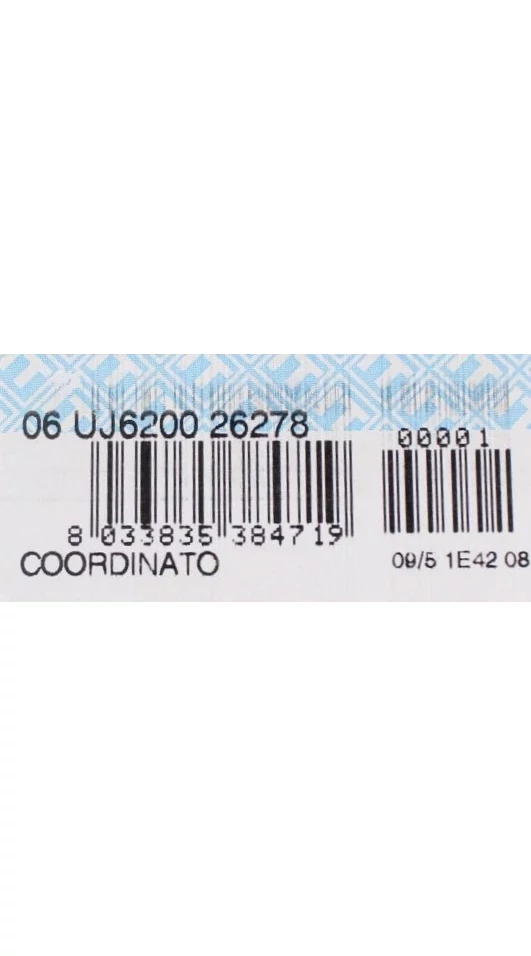 06 UJ6200 26278
00001
8 033835 384719
COORDINATO
09/5 1E42 08